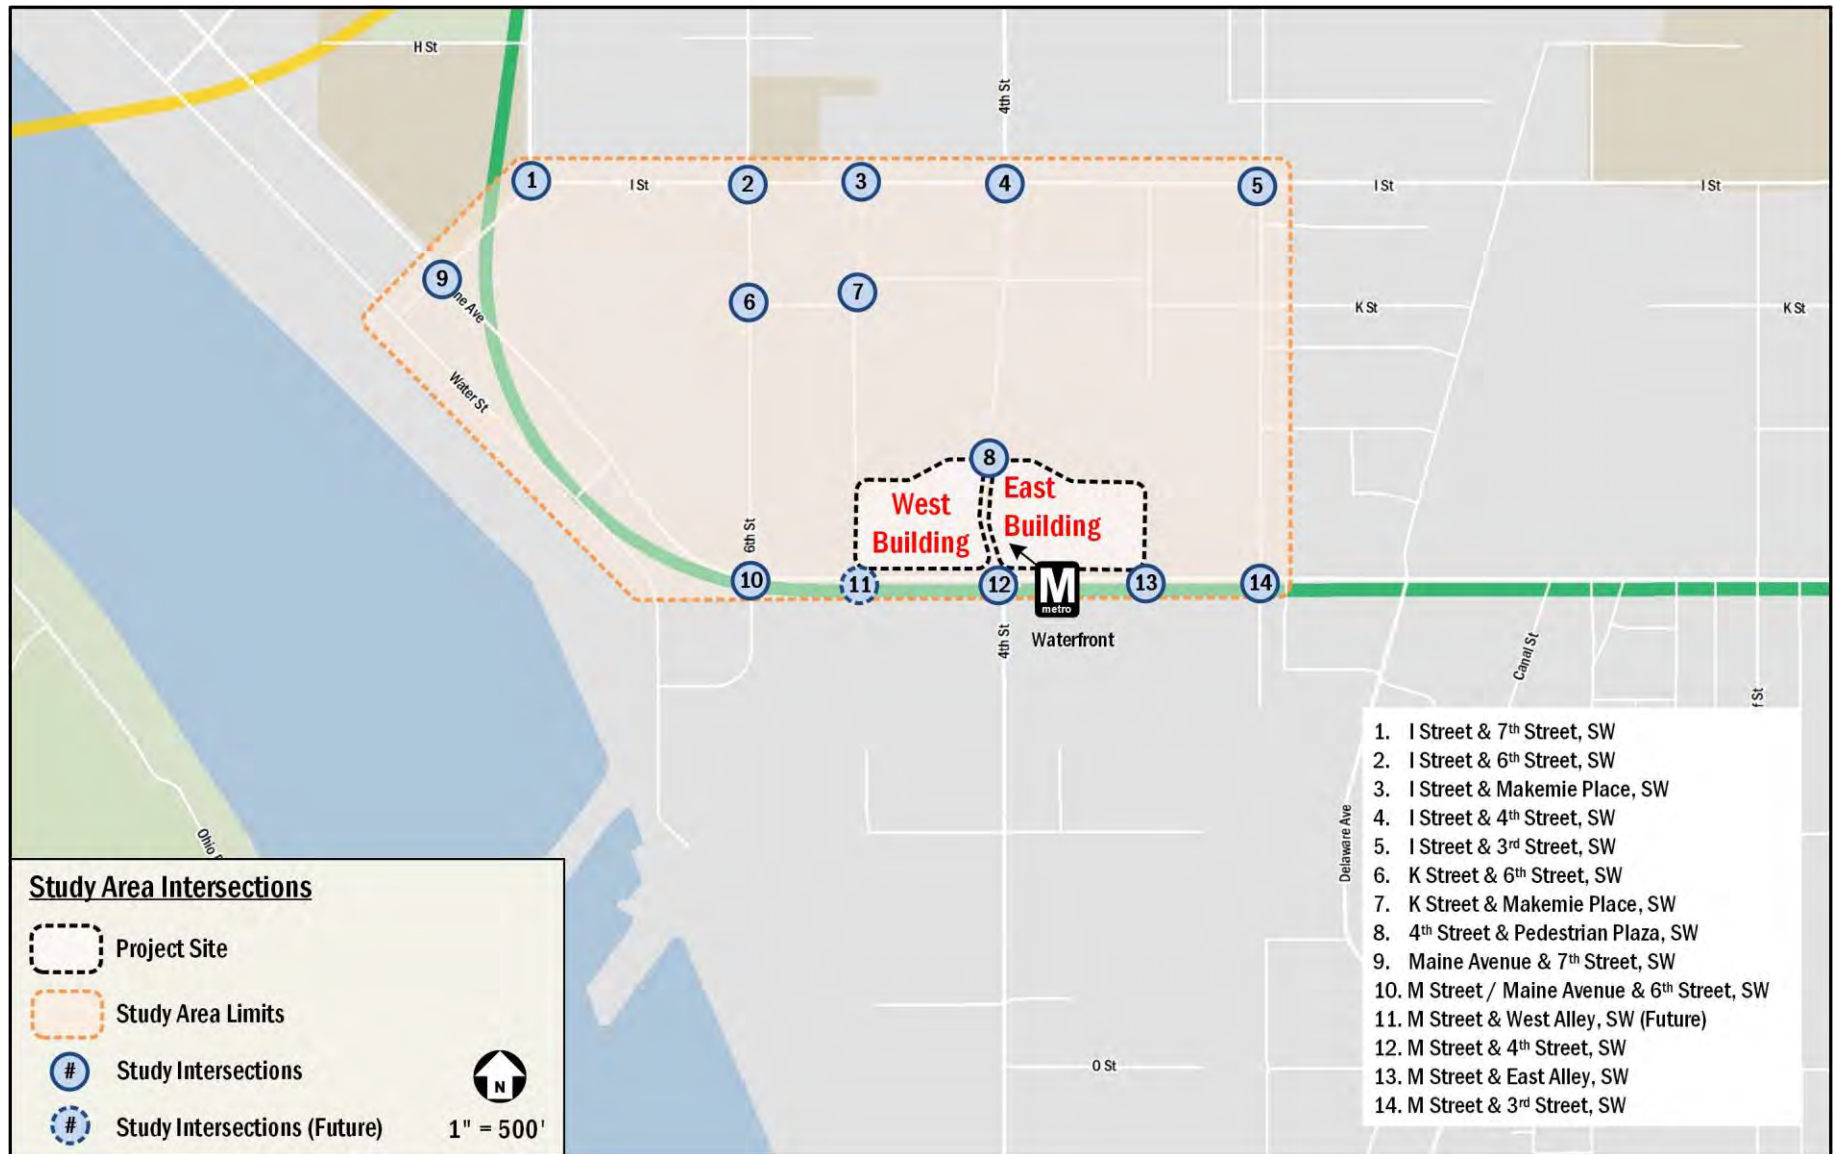 H St
4th St
1
I St
2
3
4
5
I St
I St
9
ne Ave
6
7
K St
K St
Water St
8
West
Building
East
Building
6th St
10
11
12
M
metro
13
14
4th St
Waterfront
Canal St
f St
Delaware Ave
Ohio
O St
1. I Street & 7th Street, SW
2. I Street & 6th Street, SW
3. I Street & Makemie Place, SW
4. I Street & 4th Street, SW
5. I Street & 3rd Street, SW
6. K Street & 6th Street, SW
7. K Street & Makemie Place, SW
8. 4th Street & Pedestrian Plaza, SW
9. Maine Avenue & 7th Street, SW
10. M Street / Maine Avenue & 6th Street, SW
11. M Street & West Alley, SW (Future)
12. M Street & 4th Street, SW
13. M Street & East Alley, SW
14. M Street & 3rd Street, SW
Study Area Intersections
Project Site
Study Area Limits
# Study Intersections
# Study Intersections (Future)
N
1" = 500'